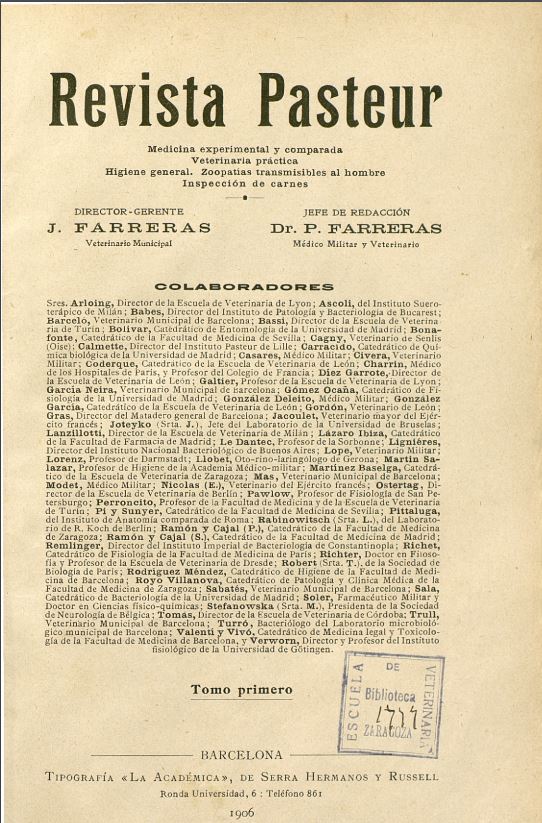 Revista Pasteur
Medicina experimental y comparada
Veterinaria práctica
Higiene general. Zoopatias transmisibles al hombre
Inspección de carnes
DIRECTOR-GERENTE
J. FARRERAS
Veterinario Municipal
JEFE DE REDACCIÓN
Dr. P. FARRERAS
Médico Militar y Veterinario
COLABORADORES
Sres. Arloing, Director de la Escuela de Veterinaria de Lyon; Ascoli, del Instituto Suero-
terápico de Milán; Babes, Director del Instituto de Patología y Bacteriología de Bucarest;
Barceló, Veterinario Municipal de Barcelona; Bassi, Director de la Escuela de Veterina-
ria de Turín; Bolívar, Catedrático de Entomología de la Universidad de Madrid; Bona-
fonte, Catedrático de la Facultad de Medicina de Sevilla; Cagny, Veterinario de Senlis
(Oise); Calmette, Director del Instituto Pasteur de Lille; Carracido, Catedrático de Quí-
mica biológica de la Universidad de Madrid; Casares, Médico Militar; Civera, Veterinario
Militar; Coderque, Catedrático de la Escuela Veterinaria de León; Charrin, Médico
de los Hospitales de París, y Profesor del Colegio de Francia; Díez Garrote, Director de
la Escuela de Veterinaria de León; Galtier, Profesor de la Escuela de Veterinaria de Lyon;
García Neira, Veterinario Municipal de Barcelona; Gómez Ocaña, Catedrático de Fi-
siología de la Universidad de Madrid; González Deleito, Médico Militar; González
García, Catedrático de la Escuela de Veterinaria de León; Gordón, Veterinario de León;
Gras, Director del Matadero general de Barcelona; Jacoulet, Veterinario mayor del Ejér-
cito francés; Joteyko (Srta. J.), Jefe del Laboratorio de la Universidad de Bruselas;
Lanzillotti, Director de la Escuela de Veterinaria de Milán; Lázaro Ibiza, Catedrático
de la Facultad de Farmacia de Madrid; Le Dantec, Profesor de la Sorbonne; Lignières,
Director del Instituto Nacional Bacteriológico de Buenos Aires; Lope, Veterinario Militar;
Lorenz, Profesor de Darmstadt; Llobet, Oto-rino-laringólogo de Gerona; Martin Sa-
lazar, Profesor de Higiene de la Academia Médico-militar; Martínez Baselga, Catedrá-
tico de la Escuela de Veterinaria de Zaragoza; Mas, Veterinario Municipal de Barcelona;
Modet, Médico Militar; Nicolas (E.), Veterinario del Ejército francés; Ostertag, Di-
rector de la Escuela de Veterinaria de Berlín; Pawlow, Profesor de Fisiología de San Pe-
tersburgo; Perroncito, Profesor de la Facultad de Medicina y de la Escuela de Veterinaria
de Turín; Pi y Sunyer, Catedrático de la Facultad de Medicina de Sevilla; Pittaluga,
del Instituto de Anatomía comparada de Roma; Rabinowitsch (Srta. L.), del Laborato-
rio de R. Koch de Berlin; Ramón y Cajal (P.), Catedrático de la Facultad de Medicina
de Zaragoza; Ramón y Cajal (S.), Catedrático de la Facultad de Medicina de Madrid;
Remlinger, Director del Instituto Imperial de Bacteriología de Constantinopla; Richet,
Catedrático de Fisiología de la Facultad de Medicina de París; Richter, Doctor en Filoso-
fía y Profesor de la Escuela de Veterinaria de Dresde; Robert (Srta. T.), de la Sociedad de
Biología de París; Rodríguez Méndez, Catedrático de Higiene de la Facultad de Medi-
cina de Barcelona; Royo Villanova, Catedrático de Patología y Clínica Médica de la
Facultad de Medicina de Zaragoza; Sabatés, Veterinario Municipal de Barcelona; Sala,
Catedrático de Bacteriología de la Universidad de Madrid; Soler, Farmacéutico Militar y
Doctor en Ciencias físico-químicas; Stefanowska (Srta. M.), Presidenta de la Sociedad
de Neurología de Bélgica; Tomás, Director de la Escuela de Veterinaria de Córdoba; Trull,
Veterinario Municipal de Barcelona; Turró, Bacteriólogo del Laboratorio microbioló-
gico municipal de Barcelona; Valentí y Vivó, Catedrático de Medicina legal y Toxicolo-
gía de la Facultad de Medicina de Barcelona, y Verworn, Director y Profesor del Instituto
fisiológico de la Universidad de Götingen.
Tomo primero
ESCUELA DE VETERINARIA
Biblioteca
ZARAGOZA
BARCELONA
TIPOGRAFÍA «LA ACADÉMICA», DE SERRA HERMANOS Y RUSSELL
Ronda Universidad, 6 : Teléfono 861
1906